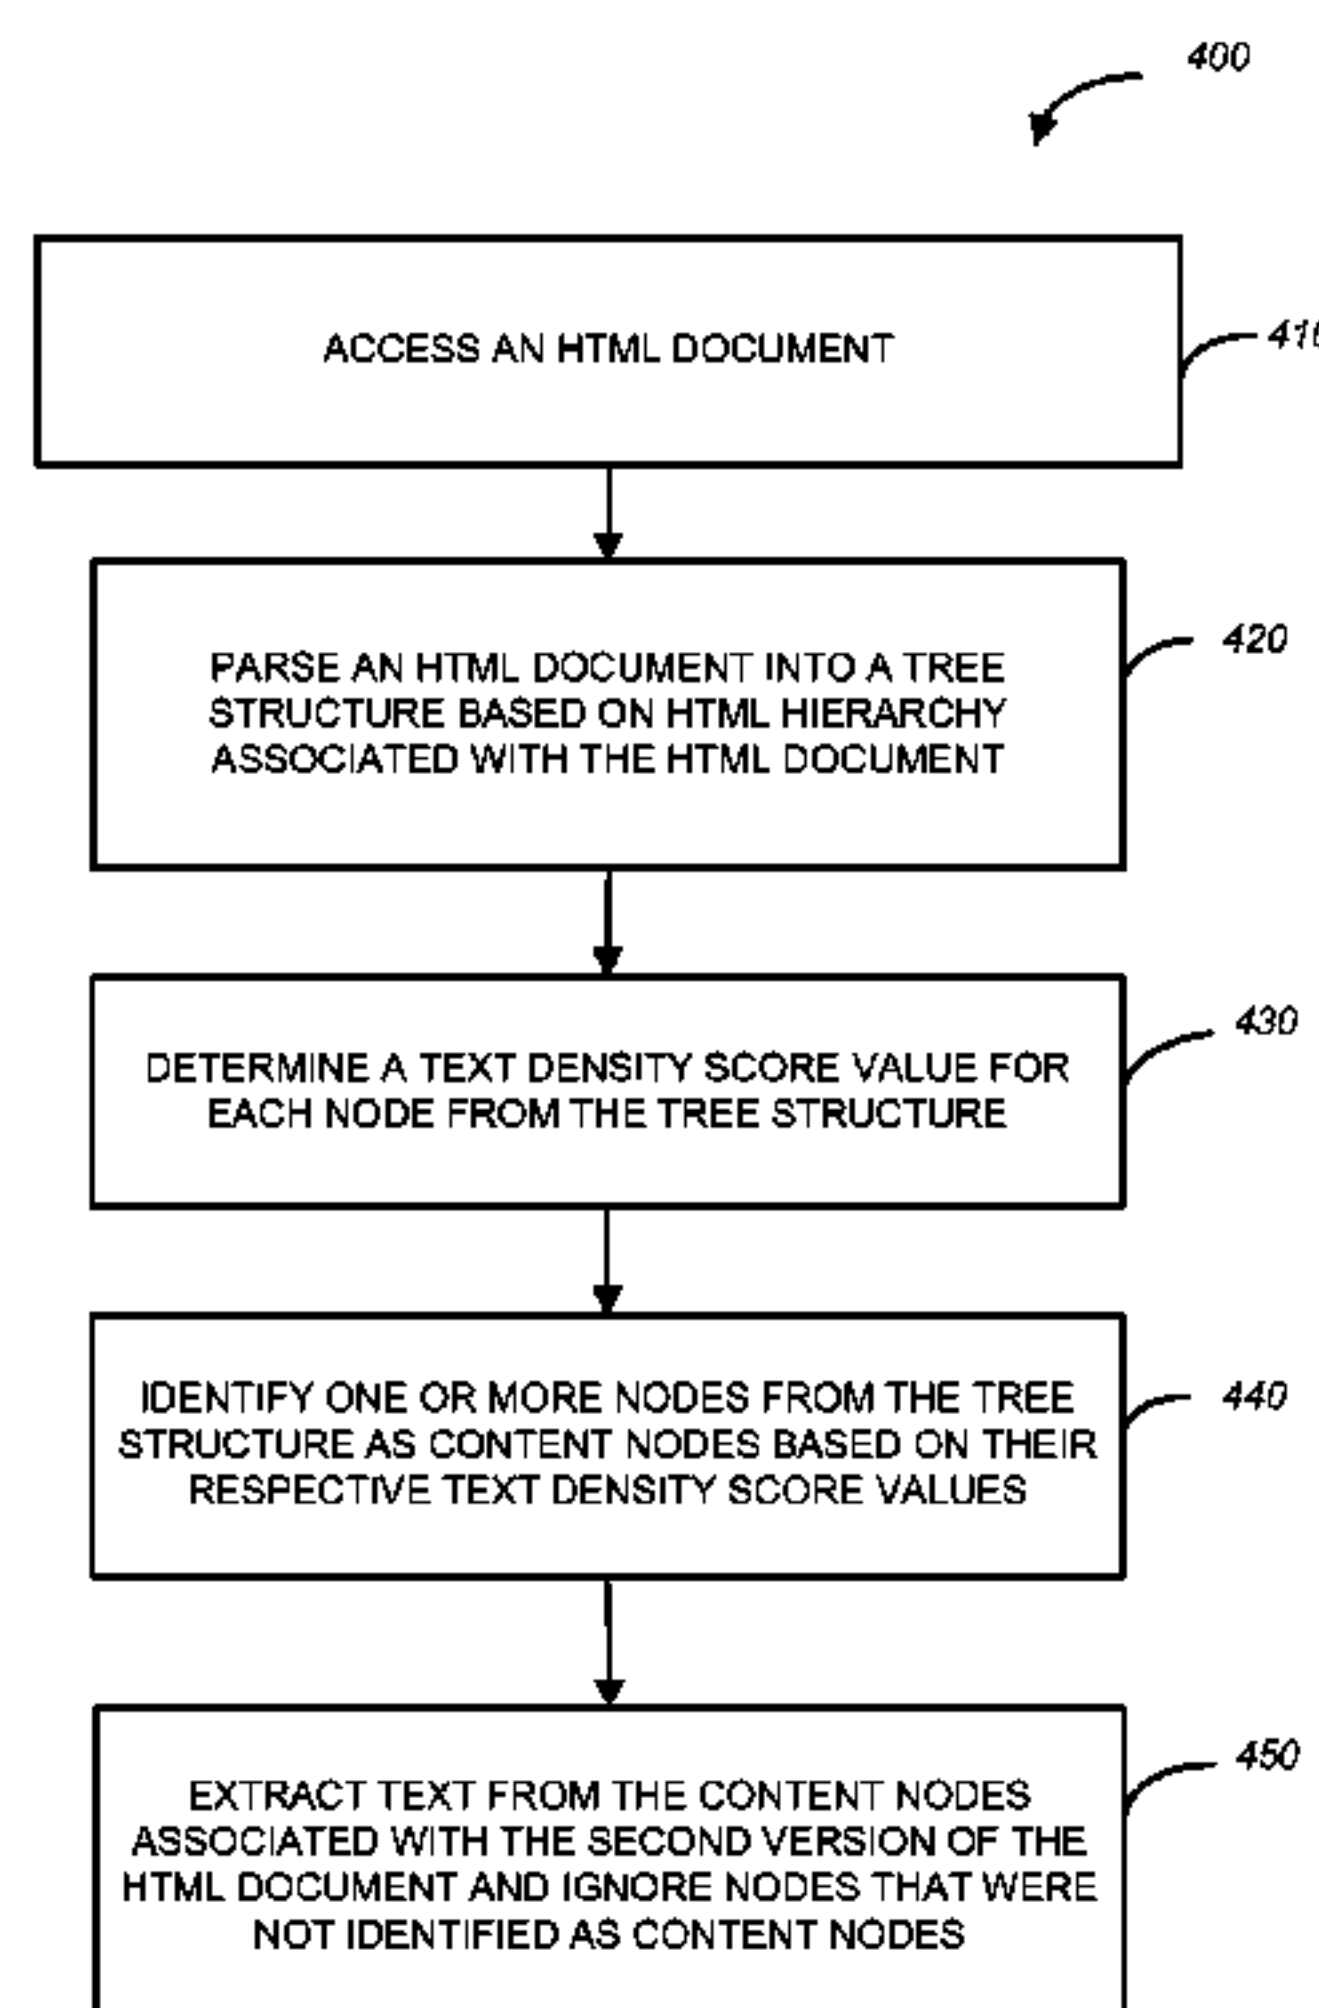 400
ACCESS AN HTML DOCUMENT
PARSE AN HTML DOCUMENT INTO A TREE
STRUCTURE BASED ON HTML HIERARCHY
ASSOCIATED WITH THE HTML DOCUMENT
420
DETERMINE A TEXT DENSITY SCORE VALUE FOR
EACH NODE FROM THE TREE STRUCTURE
430
IDENTIFY ONE OR MORE NODES FROM THE TREE
STRUCTURE AS CONTENT NODES BASED ON THEIR
RESPECTIVE TEXT DENSITY SCORE VALUES
440
EXTRACT TEXT FROM THE CONTENT NODES
ASSOCIATED WITH THE SECOND VERSION OF THE
HTML DOCUMENT AND IGNORE NODES THAT WERE
NOT IDENTIFIED AS CONTENT NODES
450